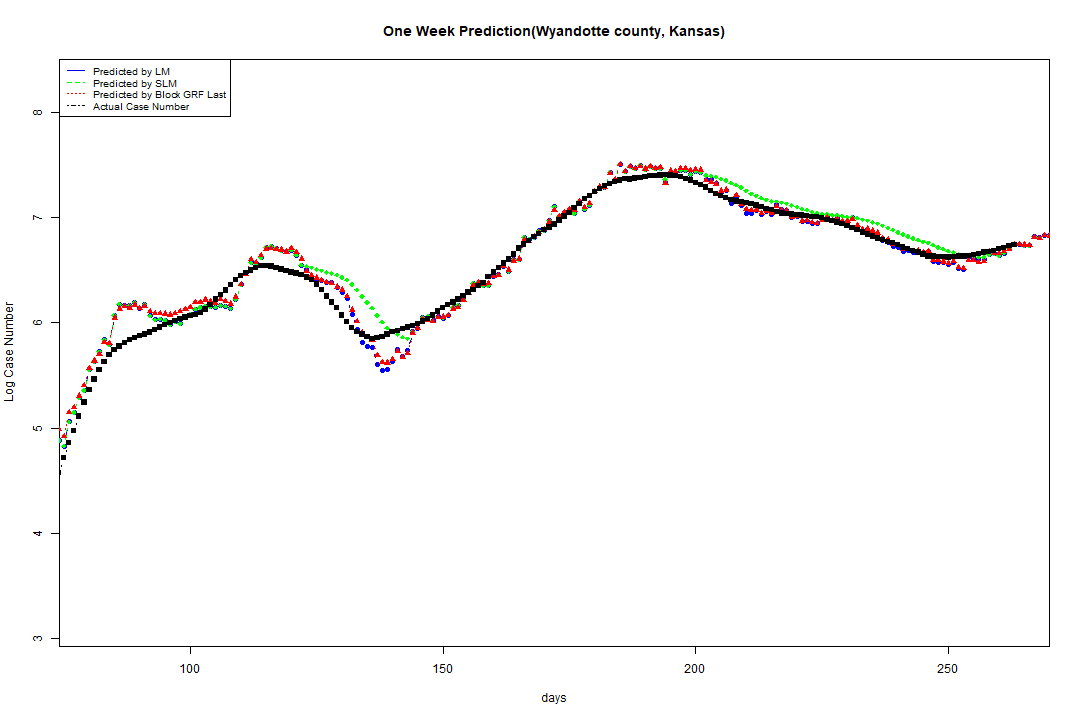 One Week Prediction(Wyandotte county, Kansas)
Predicted by LM
Predicted by SLM
Predicted by Block GRF Last
Actual Case Number
8
7
6
5
4
3
Log Case Number
100 150 200 250
days